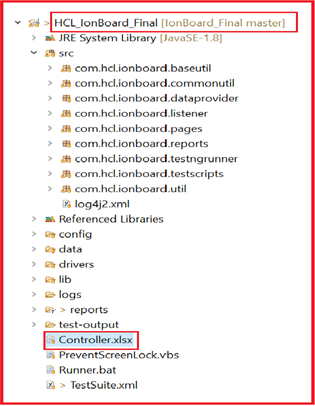 HCL_IonBoard_Final [IonBoard_Final master]
JRE System Library [JavaSE-1.8]
src
com.hcl.ionboard.baseutil
com.hcl.ionboard.commonutil
com.hcl.ionboard.dataprovider
com.hcl.ionboard.listener
com.hcl.ionboard.pages
com.hcl.ionboard.reports
com.hcl.ionboard.testngrunner
com.hcl.ionboard.testscripts
com.hcl.ionboard.util
log4j2.xml
Referenced Libraries
config
data
drivers
lib
logs
> reports
test-output
Controller.xlsx
PreventScreenLock.vbs
Runner.bat
> TestSuite.xml